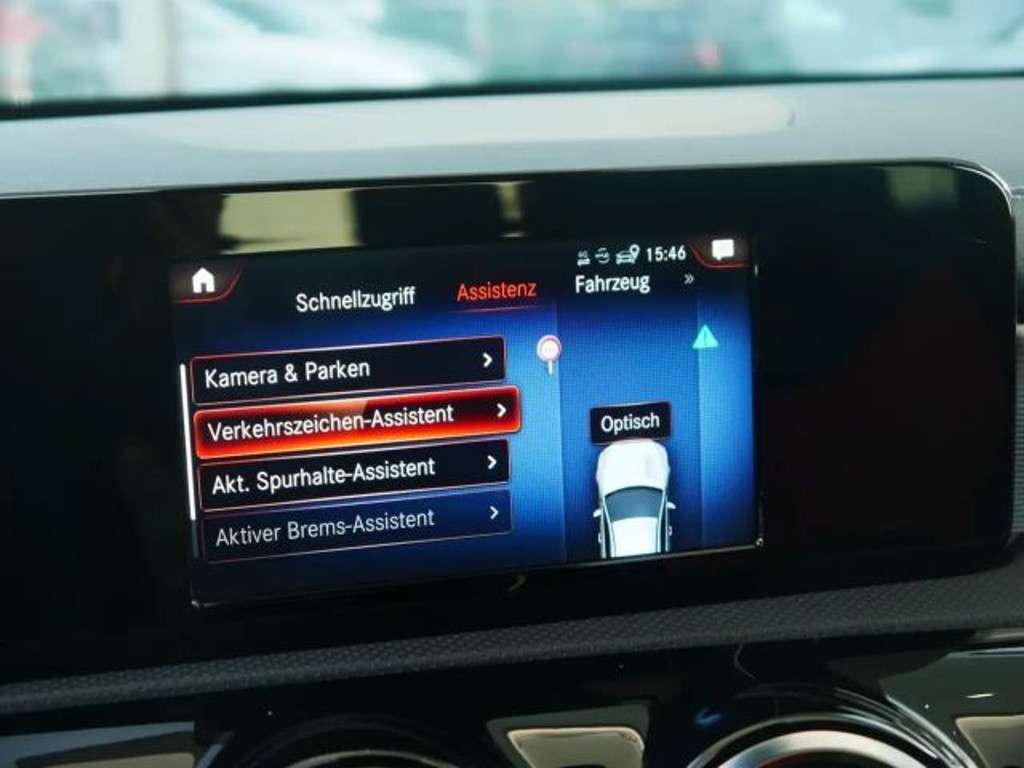 15:46
Schnellzugriff Assistenz Fahrzeug »
Kamera & Parken
Verkehrszeichen-Assistent
Optisch
Akt. Spurhalte-Assistent
Aktiver Brems-Assistent